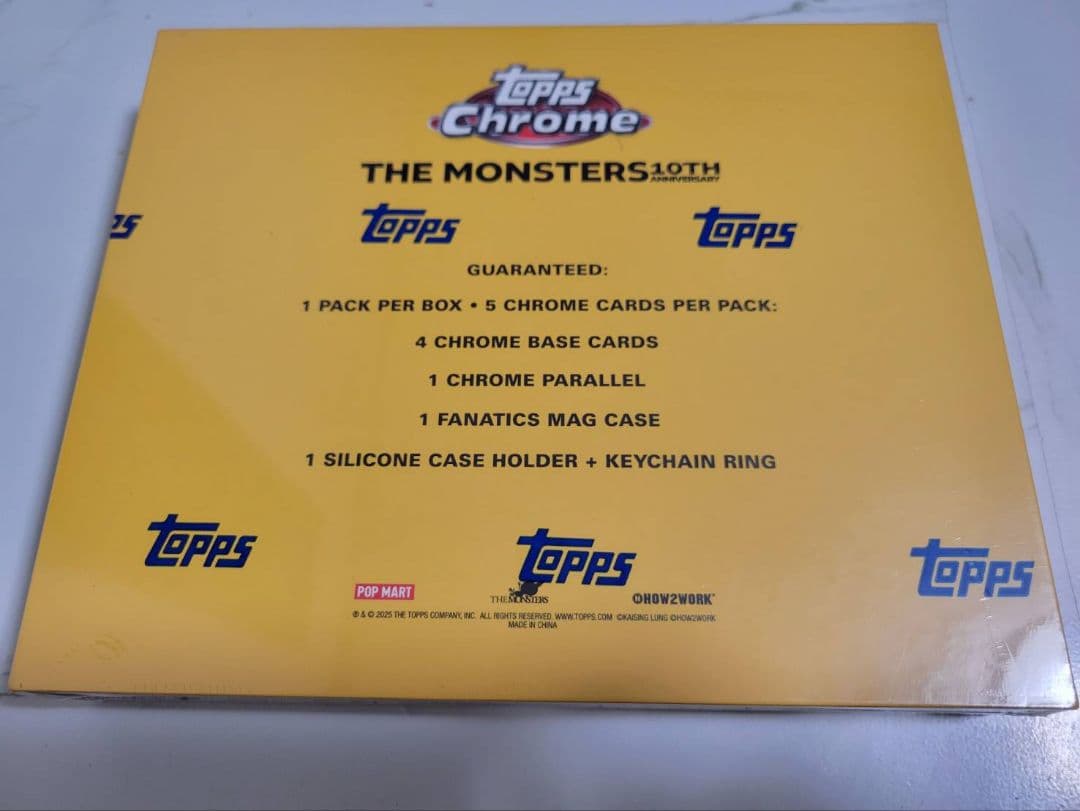 Topps
Chrome
THE MONSTERS 10TH
ANNIVERSARY
PS
Topps
Topps
GUARANTEED:
1 PACK PER BOX • 5 CHROME CARDS PER PACK:
4 CHROME BASE CARDS
1 CHROME PARALLEL
1 FANATICS MAG CASE
1 SILICONE CASE HOLDER + KEYCHAIN RING
Topps
Topps
Topps
POP MART
THE MONSTERS
HOW2WORK
® & © 2025 THE TOPPS COMPANY, INC. ALL RIGHTS RESERVED. WWW.TOPPS.COM ©KAISING LUNG ©HOW2WORK
MADE IN CHINA